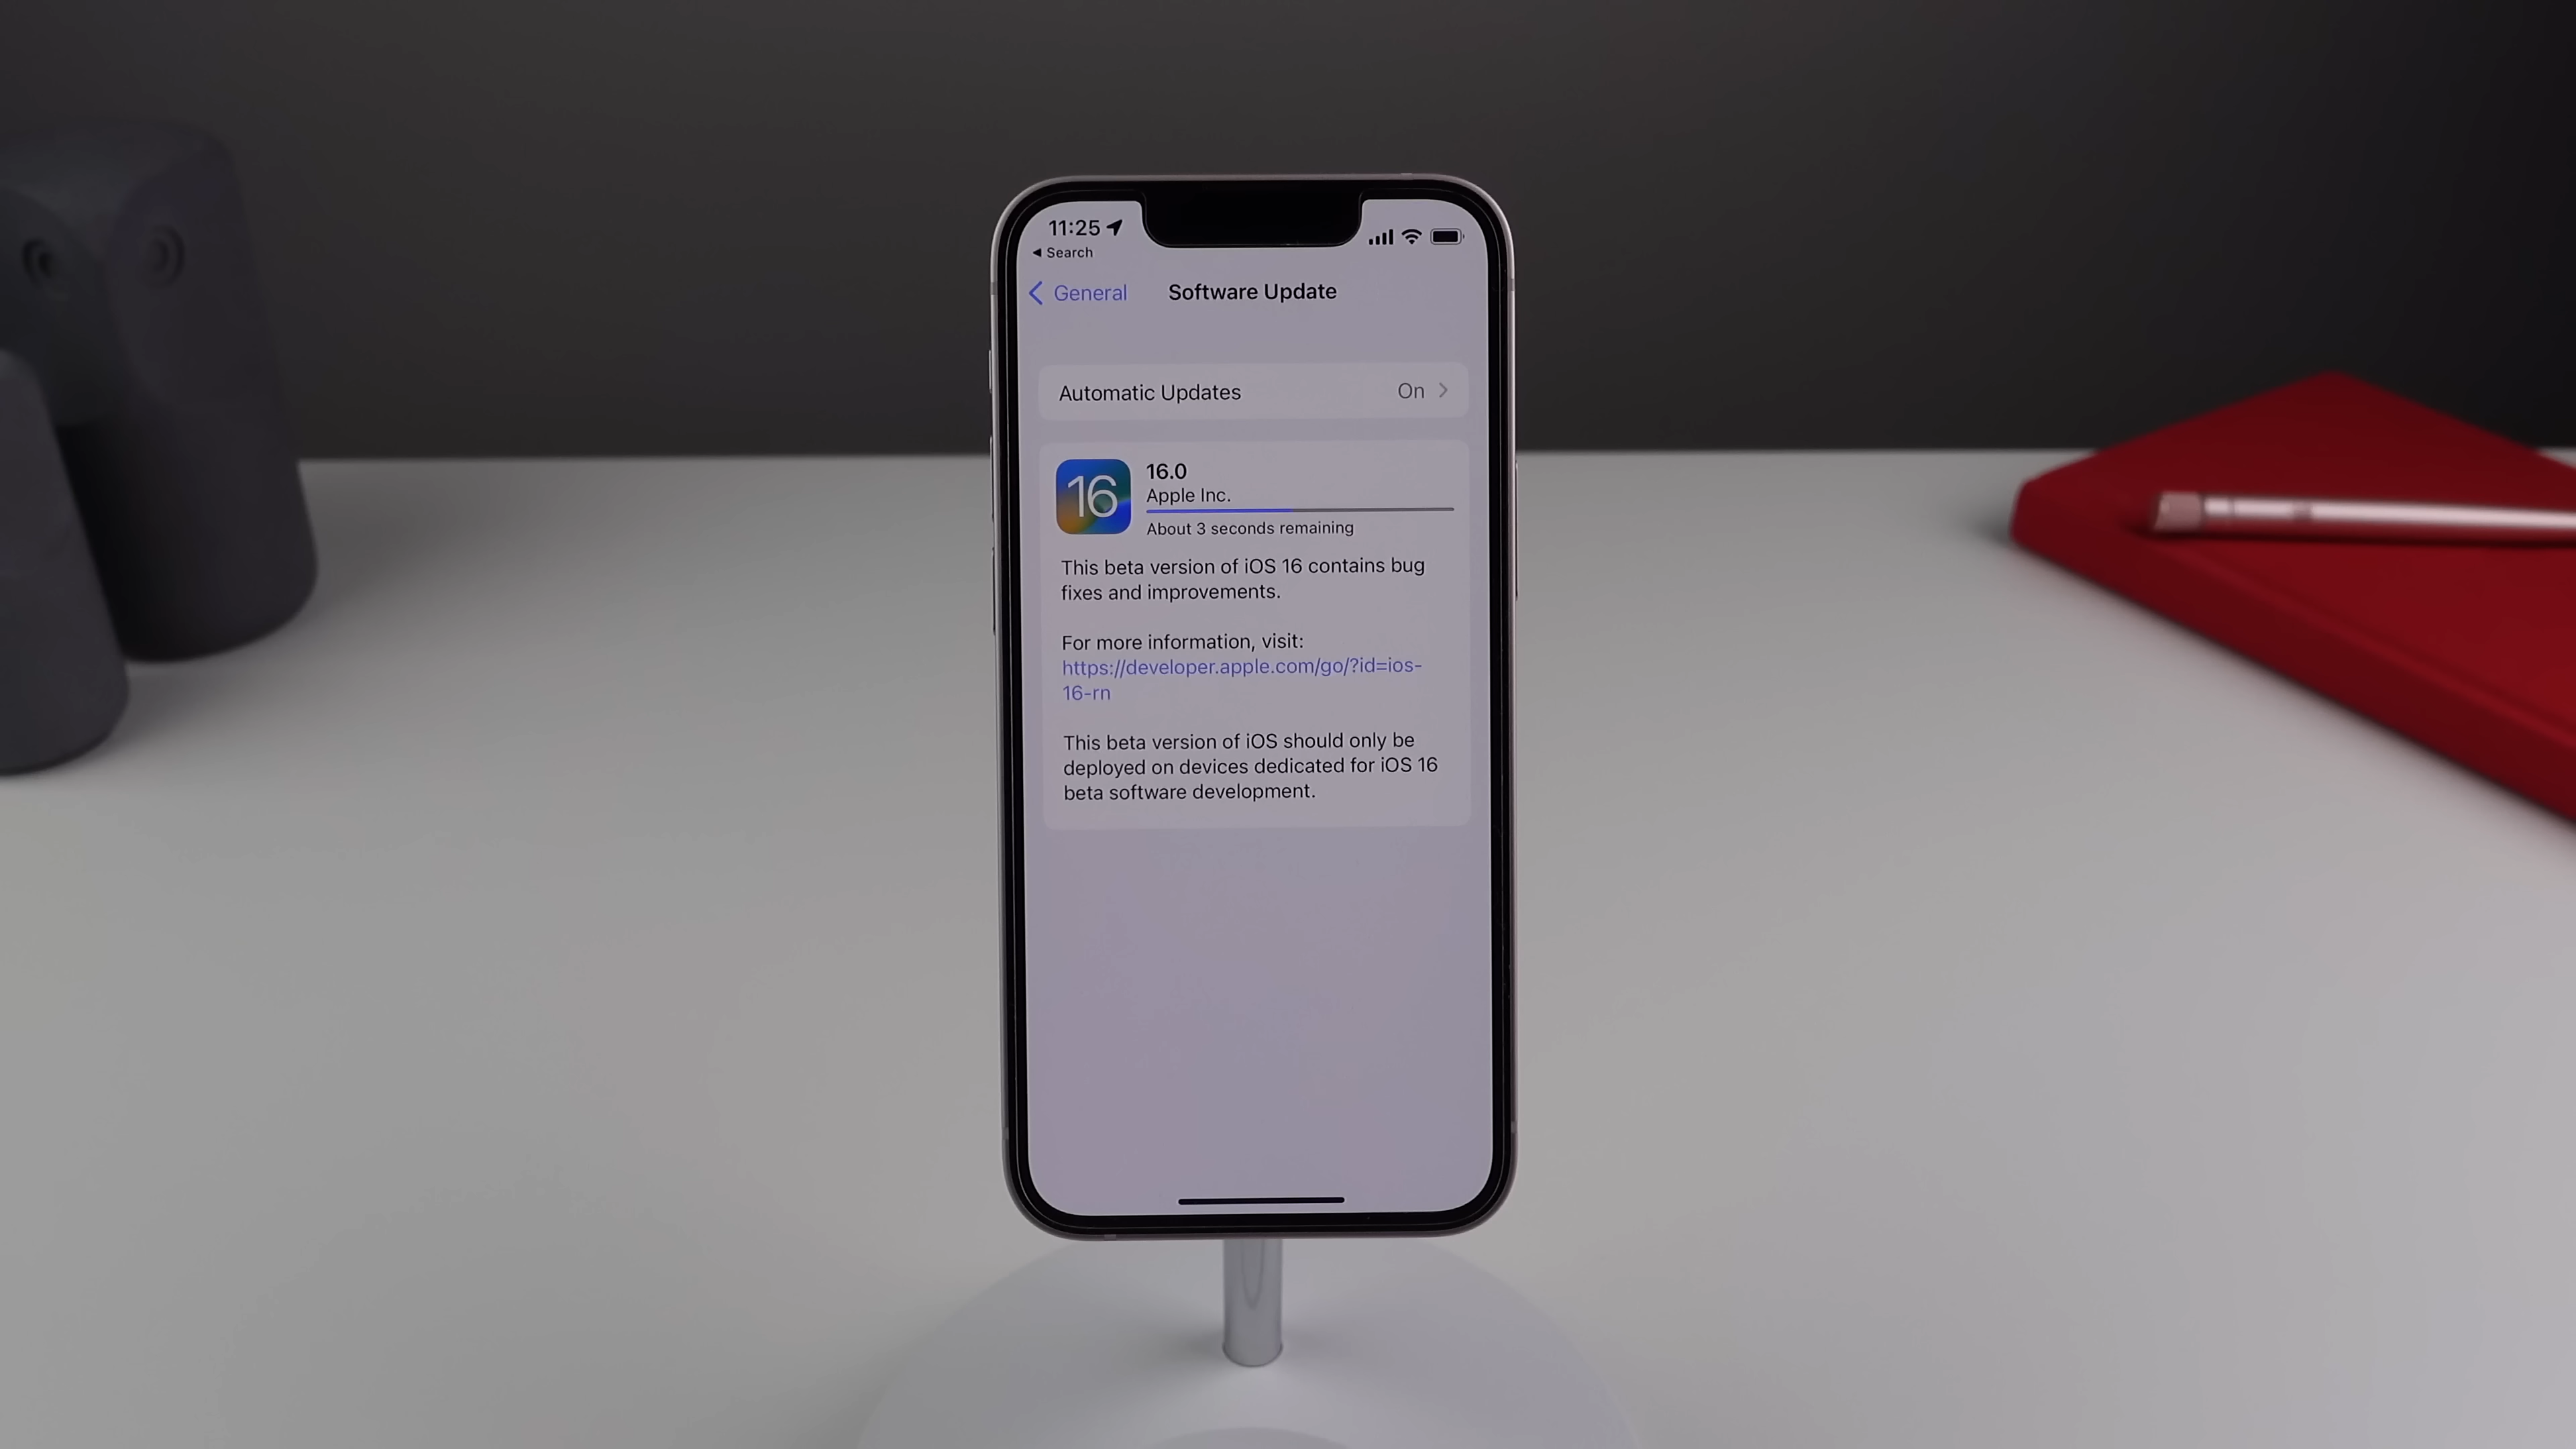 11:25
Search
General
Software Update
Automatic Updates
On
16
16.0
Apple Inc.
About 3 seconds remaining
This beta version of iOS 16 contains bug
fixes and improvements.
For more information, visit:
https://developer.apple.com/go/?id=ios-
16-rn
This beta version of iOS should only be
deployed on devices dedicated for iOS 16
beta software development.